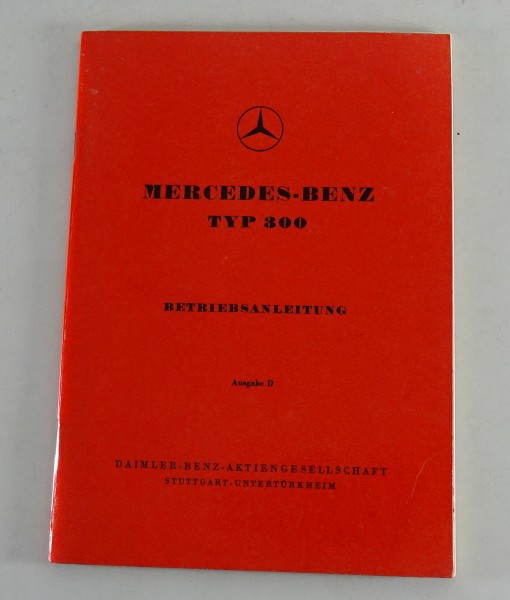 MERCEDES-BENZ
TYP 300
BETRIEBSANLEITUNG
Ausgabe D
DAIMLER-BENZ-AKTIENGESELLSCHAFT
STUTTGART-UNTERTÜRKHEIM